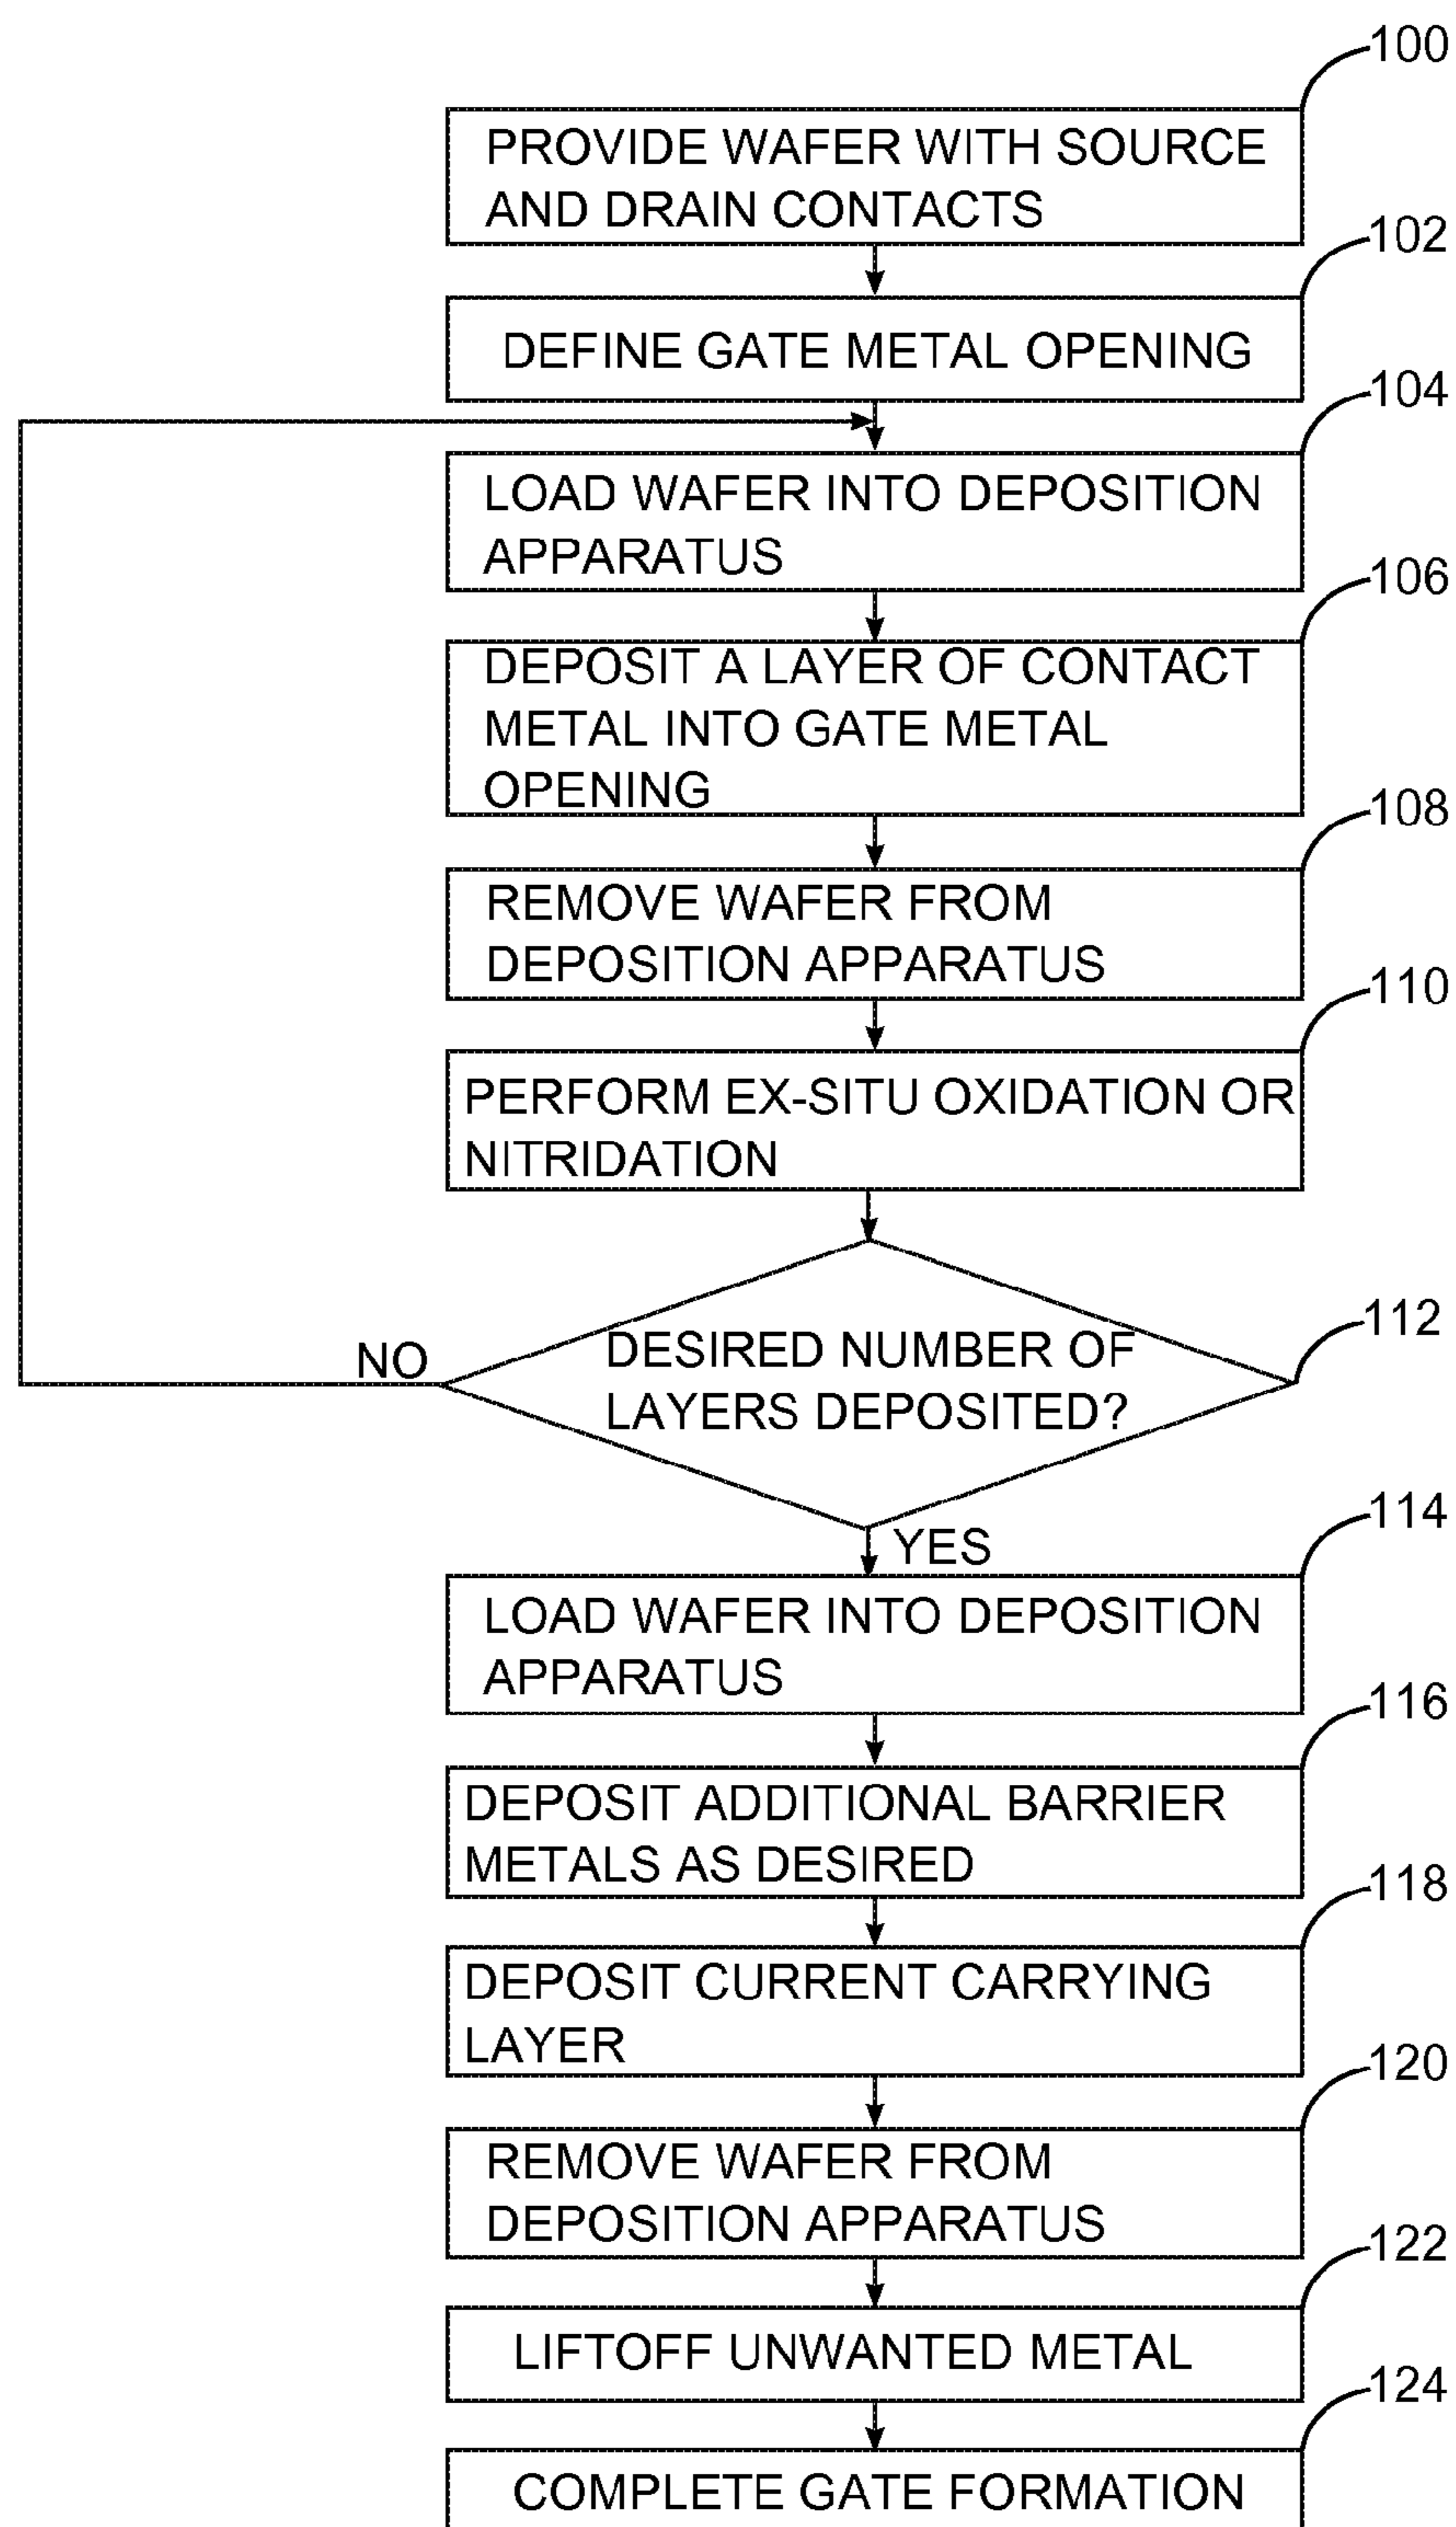 100
PROVIDE WAFER WITH SOURCE
AND DRAIN CONTACTS
102
DEFINE GATE METAL OPENING
104
LOAD WAFER INTO DEPOSITION
APPARATUS
106
DEPOSIT A LAYER OF CONTACT
METAL INTO GATE METAL
OPENING
108
REMOVE WAFER FROM
DEPOSITION APPARATUS
110
PERFORM EX-SITU OXIDATION OR
NITRIDATION
112
DESIRED NUMBER OF
LAYERS DEPOSITED?
NO
YES
114
LOAD WAFER INTO DEPOSITION
APPARATUS
116
DEPOSIT ADDITIONAL BARRIER
METALS AS DESIRED
118
DEPOSIT CURRENT CARRYING
LAYER
120
REMOVE WAFER FROM
DEPOSITION APPARATUS
122
LIFTOFF UNWANTED METAL
124
COMPLETE GATE FORMATION